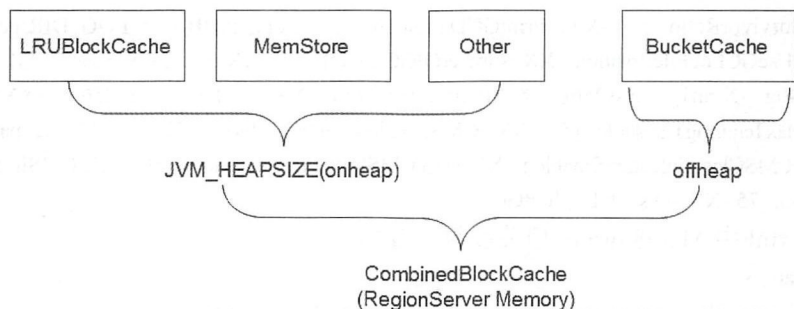 LRUBlockCache MemStore Other BucketCache
JVM_HEAPSIZE(onheap) offheap
CombinedBlockCache
(RegionServer Memory)